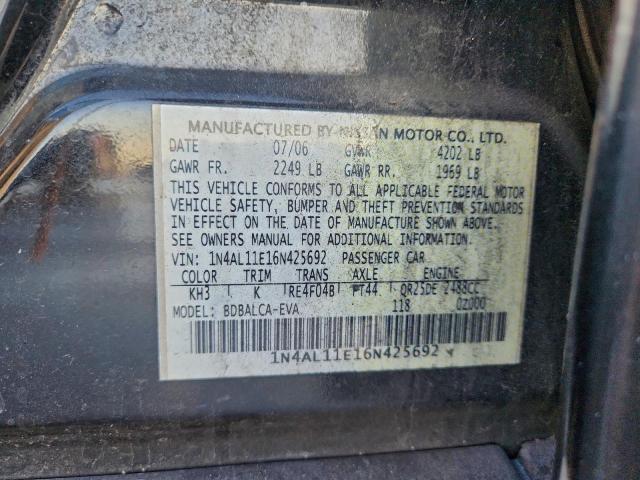 MANUFACTURED BY NISSAN MOTOR CO., LTD.
DATE 07/06 GVWR 4202 LB
GAWR FR. 2249 LB GAWR RR. 1969 LB
THIS VEHICLE CONFORMS TO ALL APPLICABLE FEDERAL MOTOR
VEHICLE SAFETY, BUMPER AND THEFT PREVENTION STANDARDS
IN EFFECT ON THE DATE OF MANUFACTURE SHOWN ABOVE.
SEE OWNERS MANUAL FOR ADDITIONAL INFORMATION.
VIN: 1N4AL11E16N425692 PASSENGER CAR
COLOR TRIM TRANS AXLE ENGINE
KH3 K RE4F04B FT44 QR25DE 2488CC
MODEL: BDBALCA-EVA 118 02000
1N4AL11E16N425692